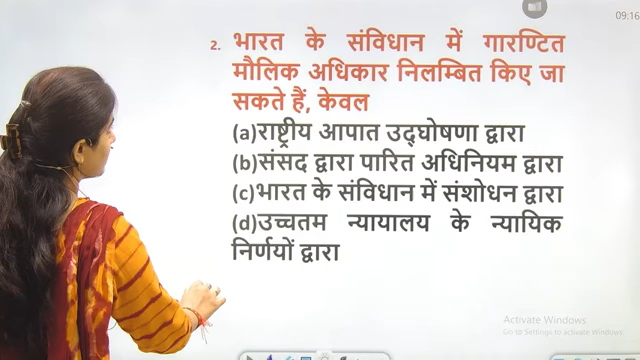 09:16
2. भारत के संविधान में गारण्टित
मौलिक अधिकार निलम्बित किए जा
सकते हैं, केवल
(a)राष्ट्रीय आपात उद्घोषणा द्वारा
(b)संसद द्वारा पारित अधिनियम द्वारा
(c)भारत के संविधान में संशोधन द्वारा
(d)उच्चतम न्यायालय के न्यायिक
निर्णयों द्वारा
Activate Windows
Go to Settings to activate Windows.